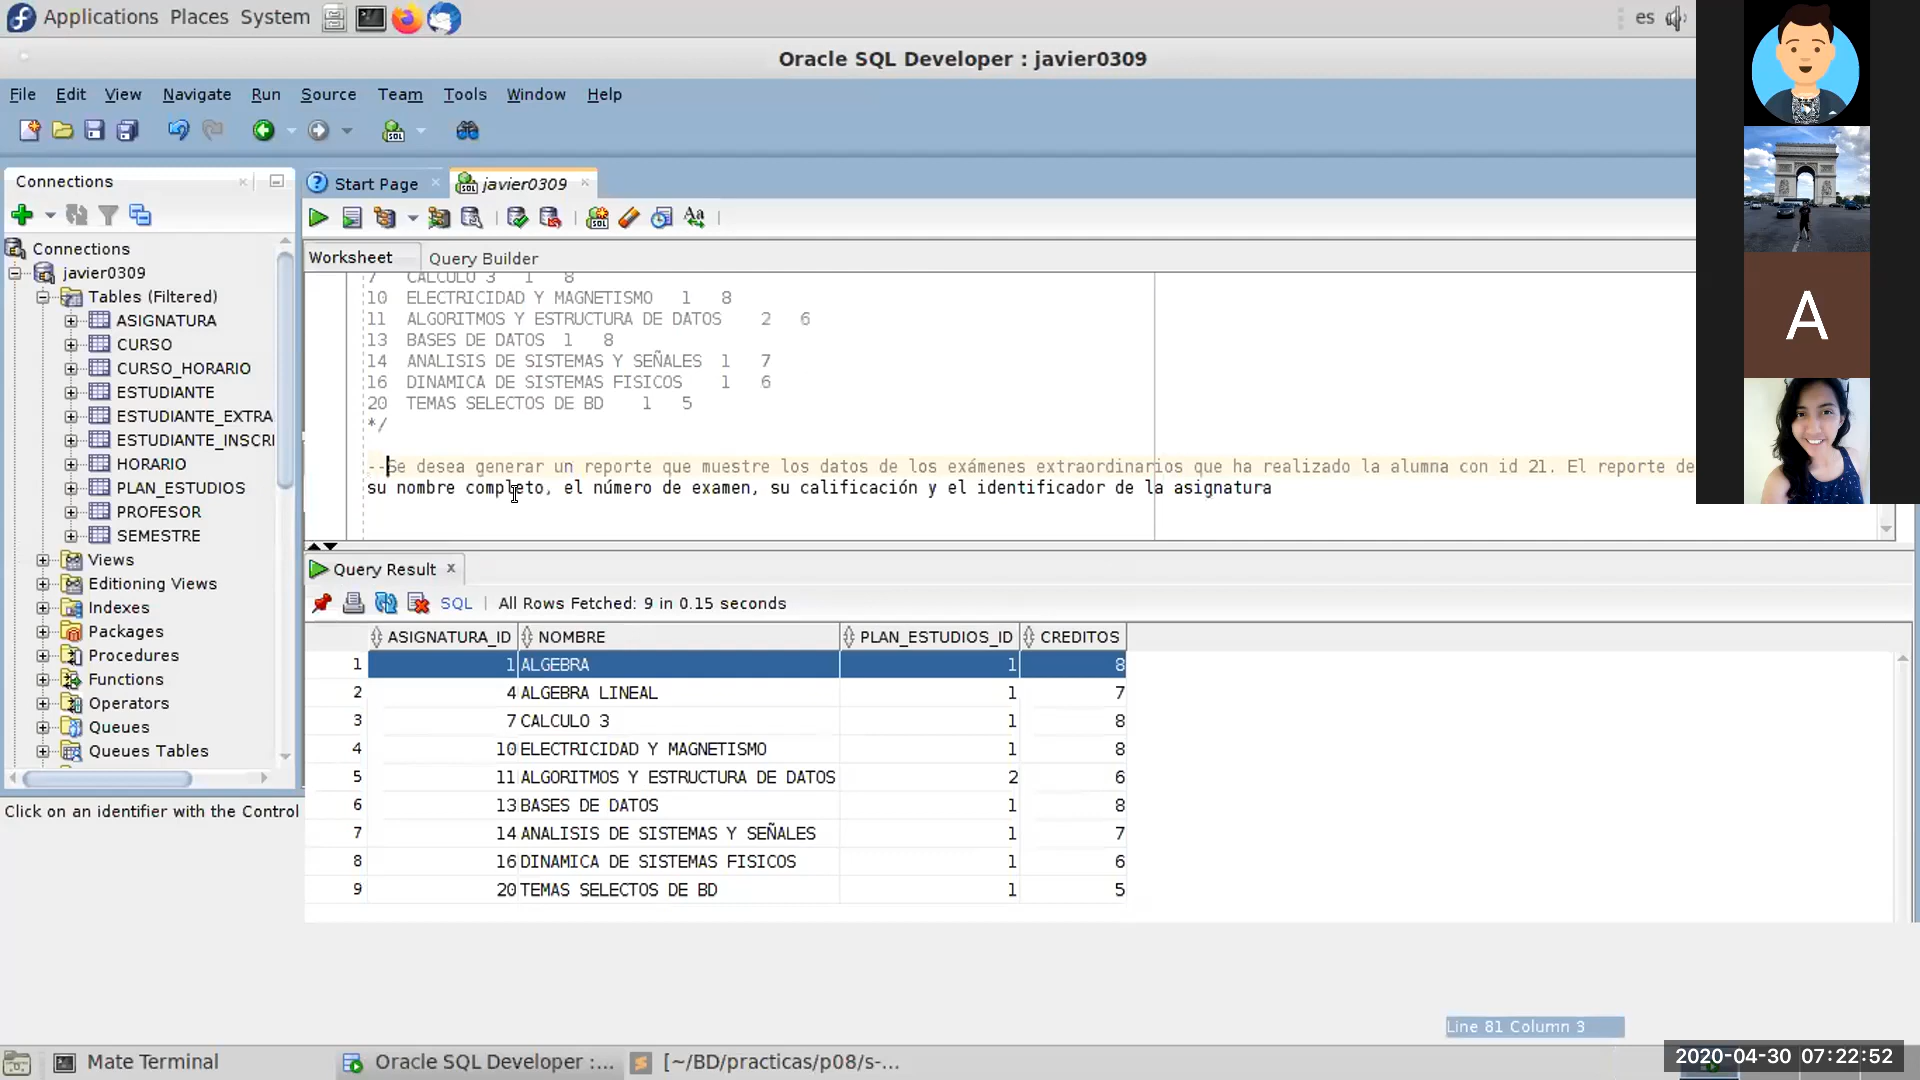 Applications Places System
es
Oracle SQL Developer : javier0309
File Edit View Navigate Run Source Team Tools Window Help
Connections
Start Page
javier0309
Worksheet
Query Builder
Connections
javier0309
Tables (Filtered)
ASIGNATURA
CURSO
CURSO_HORARIO
ESTUDIANTE
ESTUDIANTE_EXTRA
ESTUDIANTE_INSCRI
HORARIO
PLAN_ESTUDIOS
PROFESOR
SEMESTRE
Views
Editioning Views
Indexes
Packages
Procedures
Functions
Operators
Queues
Queues Tables
Click on an identifier with the Control
7 CALCULO 3 1 8
10 ELECTRICIDAD Y MAGNETISMO 1 8
11 ALGORITMOS Y ESTRUCTURA DE DATOS 2 6
13 BASES DE DATOS 1 8
14 ANALISIS DE SISTEMAS Y SEÑALES 1 7
16 DINAMICA DE SISTEMAS FISICOS 1 6
20 TEMAS SELECTOS DE BD 1 5
*/
--Se desea generar un reporte que muestre los datos de los exámenes extraordinarios que ha realizado la alumna con id 21. El reporte de
su nombre completo, el número de examen, su calificación y el identificador de la asignatura
A
Query Result
SQL All Rows Fetched: 9 in 0.15 seconds
ASIGNATURA_ID NOMBRE PLAN_ESTUDIOS_ID CREDITOS
1 1 ALGEBRA 1 8
2 4 ALGEBRA LINEAL 1 7
3 7 CALCULO 3 1 8
4 10 ELECTRICIDAD Y MAGNETISMO 1 8
5 11 ALGORITMOS Y ESTRUCTURA DE DATOS 2 6
6 13 BASES DE DATOS 1 8
7 14 ANALISIS DE SISTEMAS Y SEÑALES 1 7
8 16 DINAMICA DE SISTEMAS FISICOS 1 6
9 20 TEMAS SELECTOS DE BD 1 5
Line 81 Column 3
Mate Terminal
Oracle SQL Developer :...
[~/BD/practicas/p08/s-...
2020-04-30 07:22:52